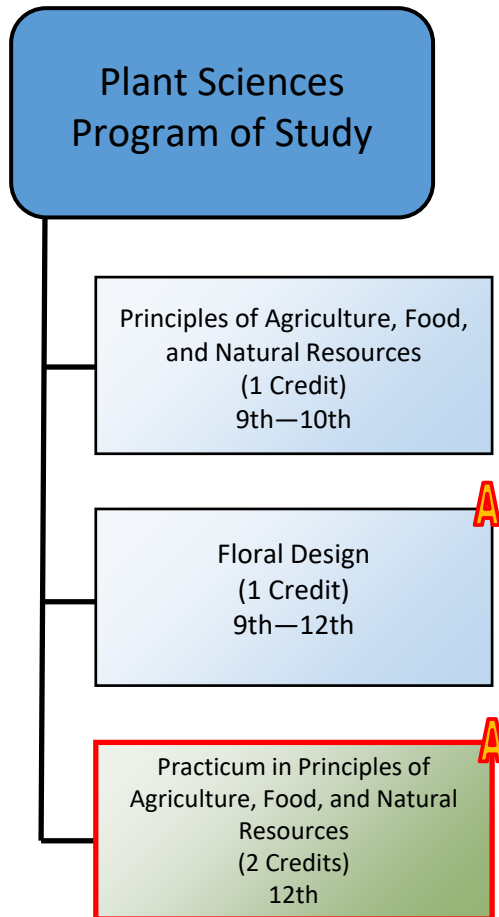 Plant Sciences
Program of Study
Principles of Agriculture, Food,
and Natural Resources
(1 Credit)
9th—10th
A
Floral Design
(1 Credit)
9th—12th
A
Practicum in Principles of
Agriculture, Food, and Natural
Resources
(2 Credits)
12th